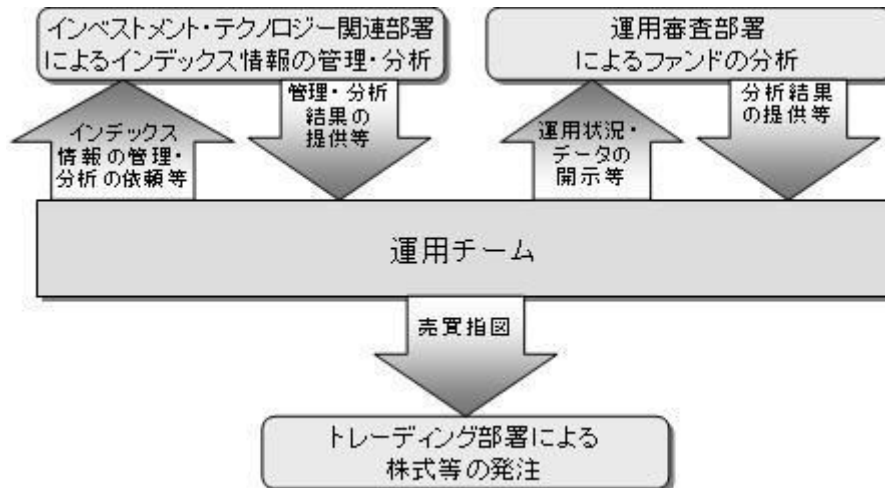 インベストメント・テクノロジー関連部署
によるインデックス情報の管理・分析
運用審査部署
によるファンドの分析
インデックス
情報の管理・
分析の依頼等
管理・分析
結果の
提供等
運用状況・
データの
開示等
分析結果
の提供等
運用チーム
売買指図
トレーディング部署による
株式等の発注